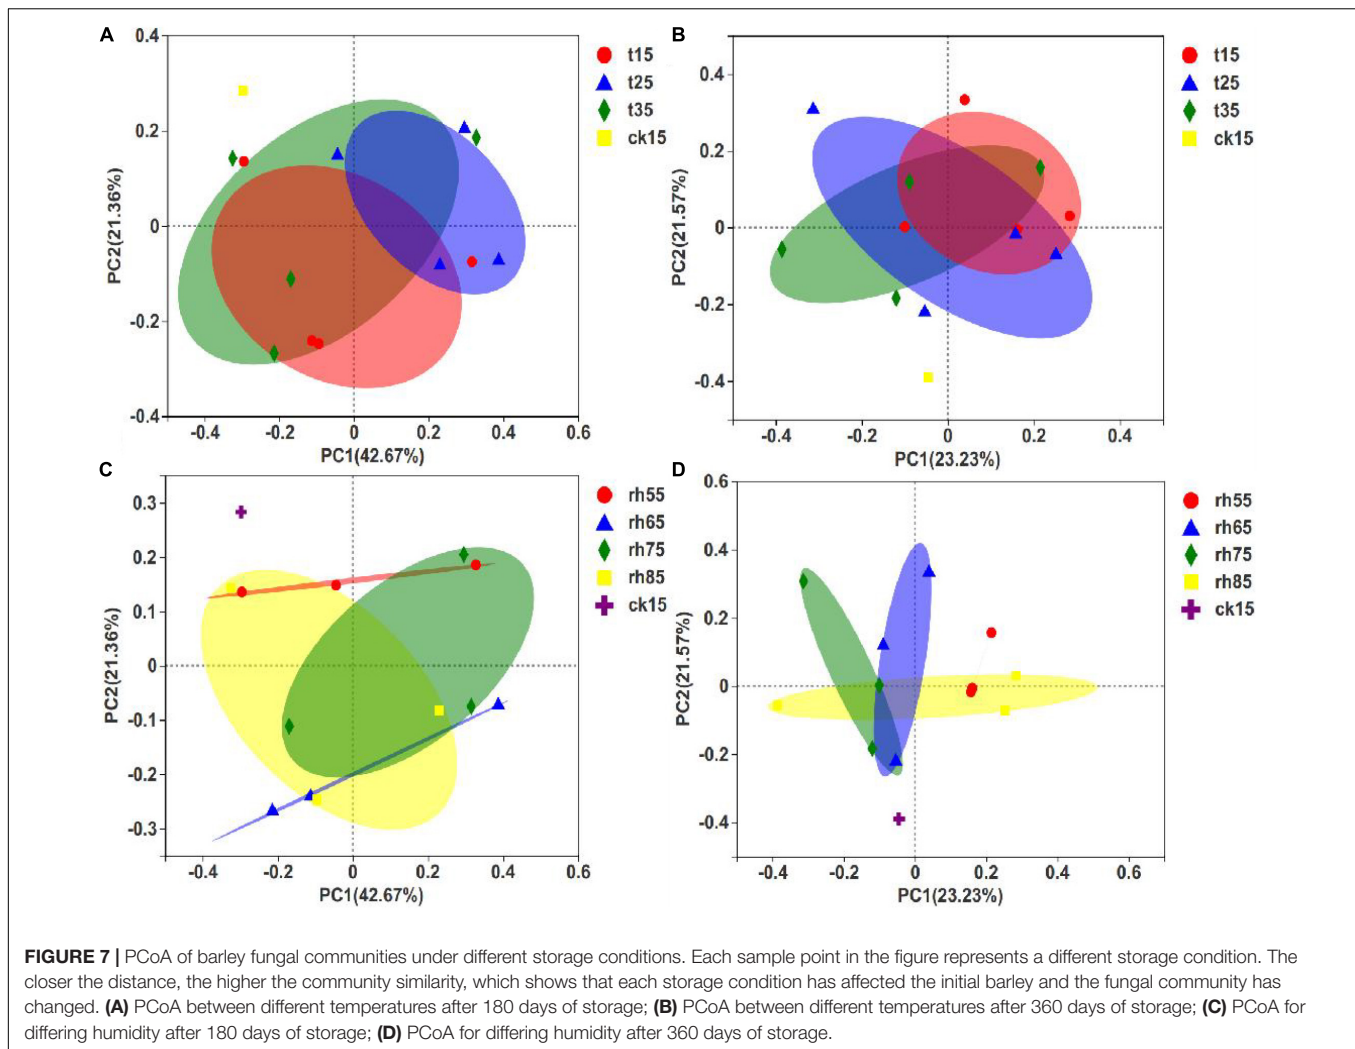 A
0.4
0.2
0
-0.2
-0.4
PC2(21.36%)
-0.4
-0.2
0
0.2
0.4
0.6
PC1(42.67%)
t15
t25
t35
ck15
B
0.4
0.2
0
-0.2
-0.4
PC2(21.57%)
-0.4
-0.2
0
0.2
0.4
PC1(23.23%)
t15
t25
t35
ck15
C
0.3
0.2
0.1
0
-0.1
-0.2
-0.3
PC2(21.36%)
-0.4
-0.2
0
0.2
0.4
0.6
PC1(42.67%)
rh55
rh65
rh75
rh85
ck15
D
0.6
0.4
0.2
0
-0.2
-0.4
PC2(21.57%)
-0.4
-0.2
0
0.2
0.4
0.6
PC1(23.23%)
rh55
rh65
rh75
rh85
ck15
FIGURE 7 | PCoA of barley fungal communities under different storage conditions. Each sample point in the figure represents a different storage condition. The
closer the distance, the higher the community similarity, which shows that each storage condition has affected the initial barley and the fungal community has
changed. (A) PCoA between different temperatures after 180 days of storage; (B) PCoA between different temperatures after 360 days of storage; (C) PCoA for
differing humidity after 180 days of storage; (D) PCoA for differing humidity after 360 days of storage.